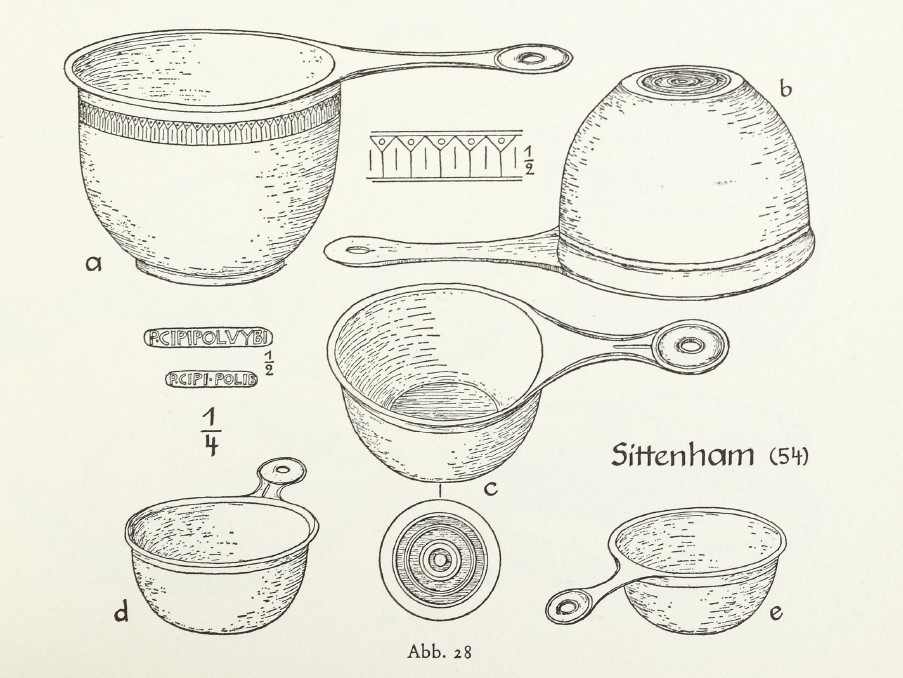 b
1/2
a
P.CIPIPOLVYBI
1/2
P.CIPI·POLIB
1/4
Sittenham (54)
c
d
e
Abb. 28